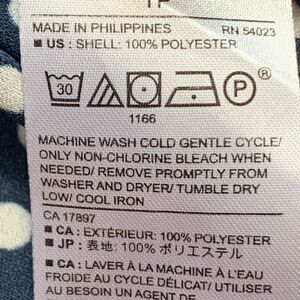 1P
MADE IN PHILIPPINES RN 54023
■ US : SHELL: 100% POLYESTER
30 P ®
1166
MACHINE WASH COLD GENTLE CYCLE/
ONLY NON-CHLORINE BLEACH WHEN
NEEDED/ REMOVE PROMPTLY FROM
WASHER AND DRYER/ TUMBLE DRY
LOW/ COOL IRON
CA 17897
■ CA : EXTÉRIEUR: 100% POLYESTER
■ JP : 表地: 100% ポリエステル
■ CA : LAVER À LA MACHINE À L'EAU
FROIDE AU CYCLE DÉLICAT/ UTILISER
AU BESOIN UN AGENT DE